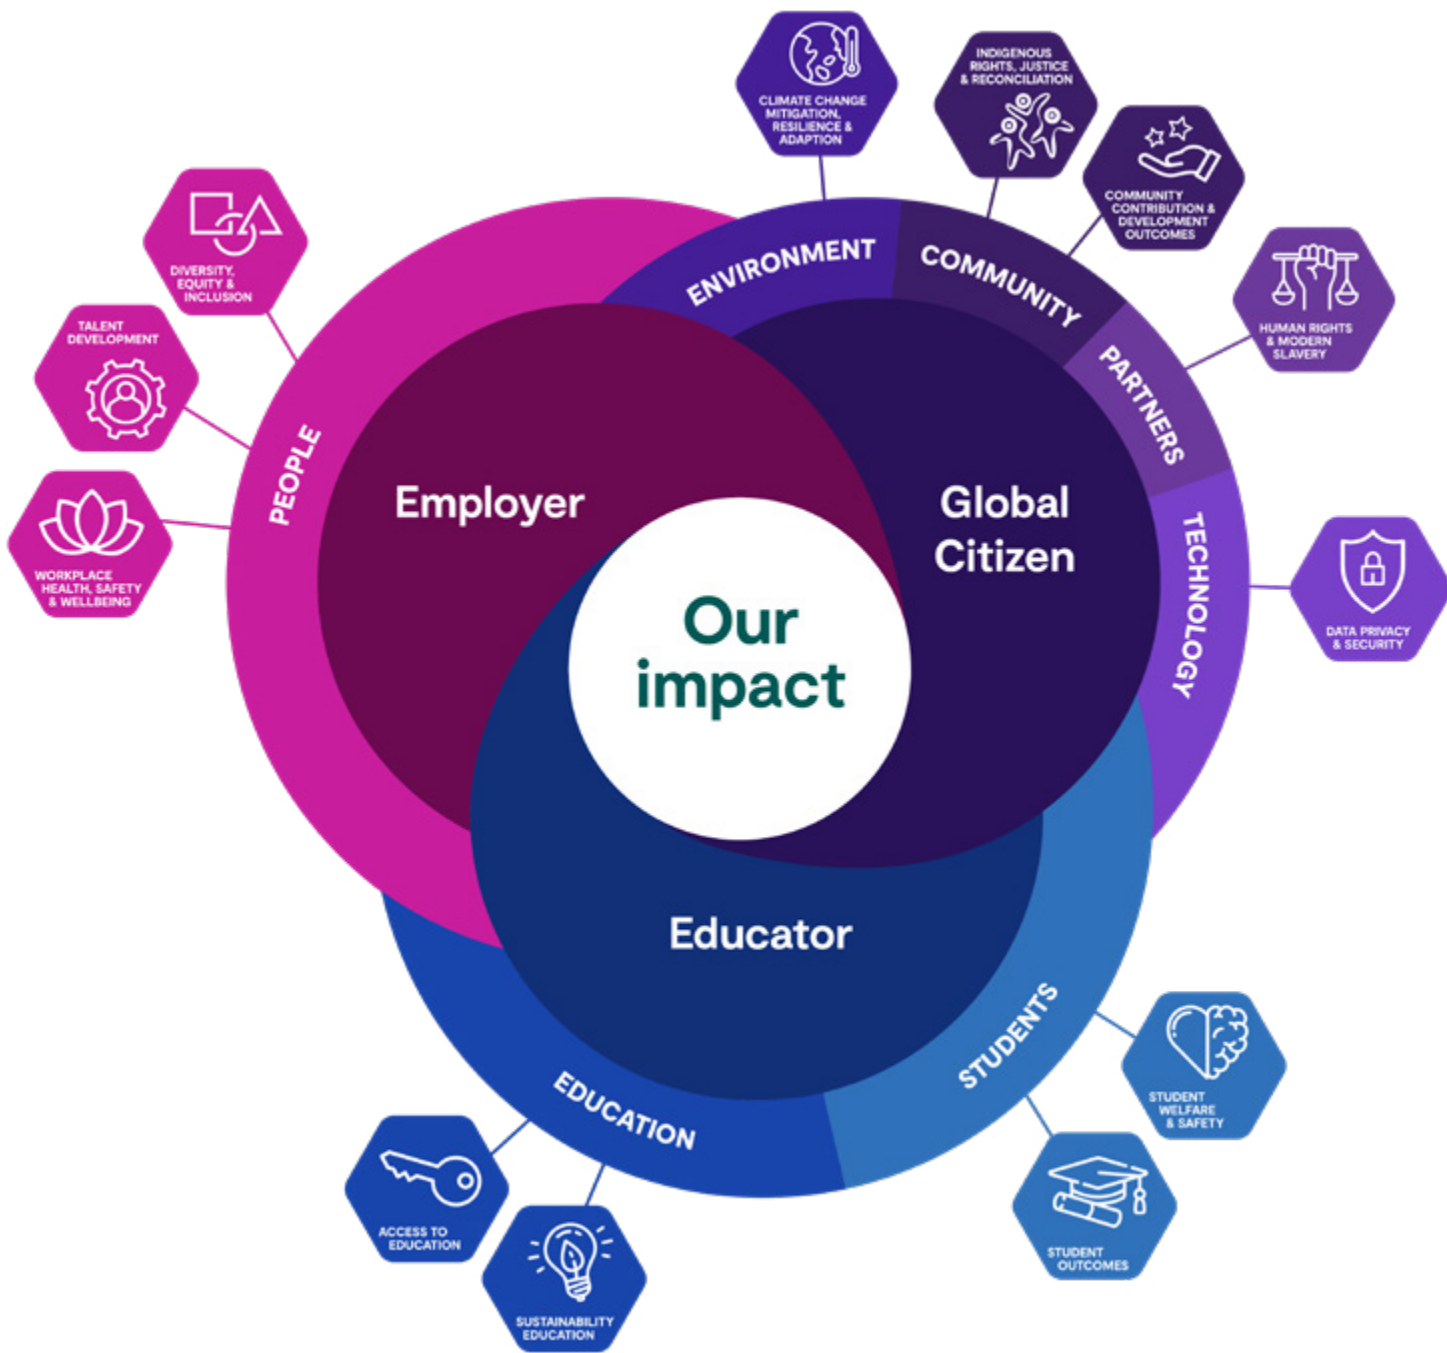 CLIMATE CHANGE
MITIGATION,
RESILIENCE &
ADAPTION
INDIGENOUS
RIGHTS, JUSTICE
& RECONCILIATION
COMMUNITY
CONTRIBUTION &
DEVELOPMENT
OUTCOMES
HUMAN RIGHTS
& MODERN
SLAVERY
DATA PRIVACY
& SECURITY
DIVERSITY,
EQUITY &
INCLUSION
TALENT
DEVELOPMENT
WORKPLACE
HEALTH, SAFETY
& WELLBEING
PEOPLE
ENVIRONMENT
COMMUNITY
PARTNERS
TECHNOLOGY
Employer
Global
Citizen
Our
impact
Educator
EDUCATION
STUDENTS
STUDENT
WELFARE
& SAFETY
STUDENT
OUTCOMES
ACCESS TO
EDUCATION
SUSTAINABILITY
EDUCATION